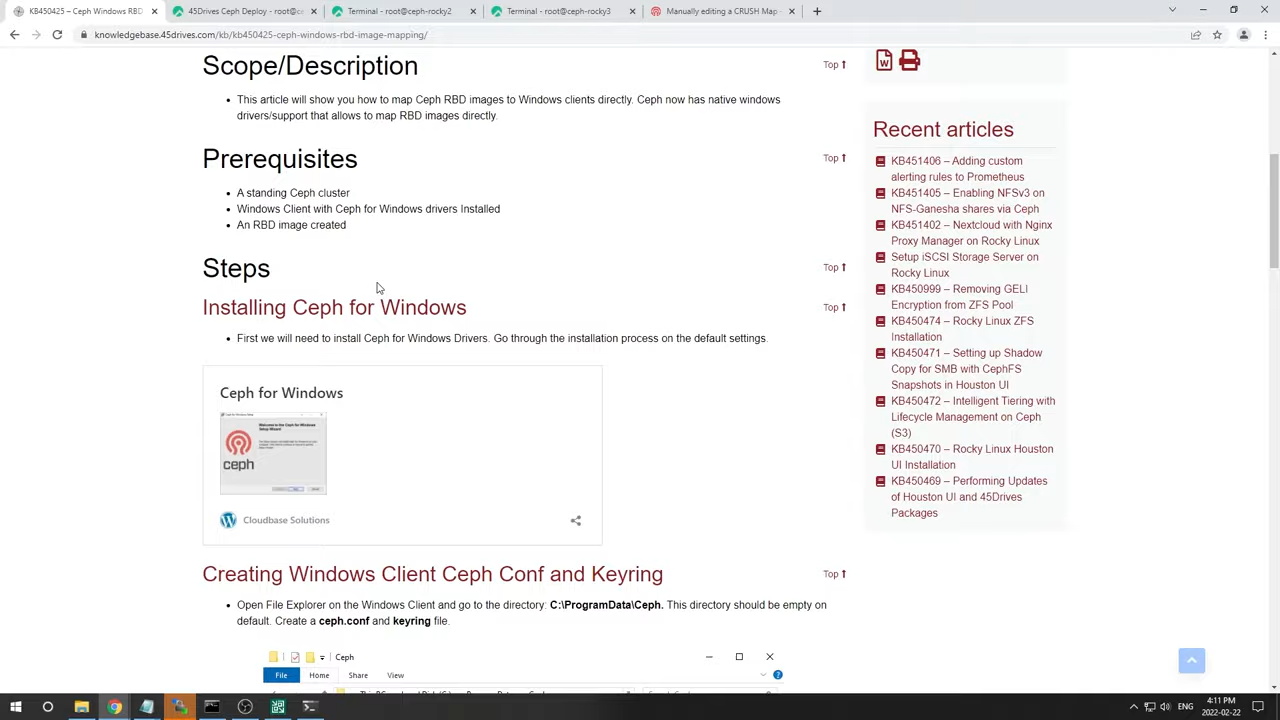 KB450425 – Ceph Windows RBD
45Drives Ceph Deploy - root@ce
Terminal - root@ceph-rocky2
Terminal - root@ceph-rocky3
Manually editing a CRUSH Map
knowledgebase.45drives.com/kb/kb450425-ceph-windows-rbd-image-mapping/
Scope/Description
Top
This article will show you how to map Ceph RBD images to Windows clients directly. Ceph now has native windows
drivers/support that allows to map RBD images directly.
Prerequisites
Top
A standing Ceph cluster
Windows Client with Ceph for Windows drivers Installed
An RBD image created
Steps
Top
Installing Ceph for Windows
Top
First we will need to install Ceph for Windows Drivers. Go through the installation process on the default settings.
Ceph for Windows
ceph
Cloudbase Solutions
Creating Windows Client Ceph Conf and Keyring
Top
Open File Explorer on the Windows Client and go to the directory: C:\ProgramData\Ceph. This directory should be empty on
default. Create a ceph.conf and keyring file.
Ceph
File Home Share View
Recent articles
KB451406 – Adding custom
alerting rules to Prometheus
KB451405 – Enabling NFSv3 on
NFS-Ganesha shares via Ceph
KB451402 – Nextcloud with Nginx
Proxy Manager on Rocky Linux
Setup iSCSI Storage Server on
Rocky Linux
KB450999 – Removing GELI
Encryption from ZFS Pool
KB450474 – Rocky Linux ZFS
Installation
KB450471 – Setting up Shadow
Copy for SMB with CephFS
Snapshots in Houston UI
KB450472 – Intelligent Tiering with
Lifecycle Management on Ceph
(S3)
KB450470 – Rocky Linux Houston
UI Installation
KB450469 – Performing Updates
of Houston UI and 45Drives
Packages
ENG
4:11 PM
2022-02-22